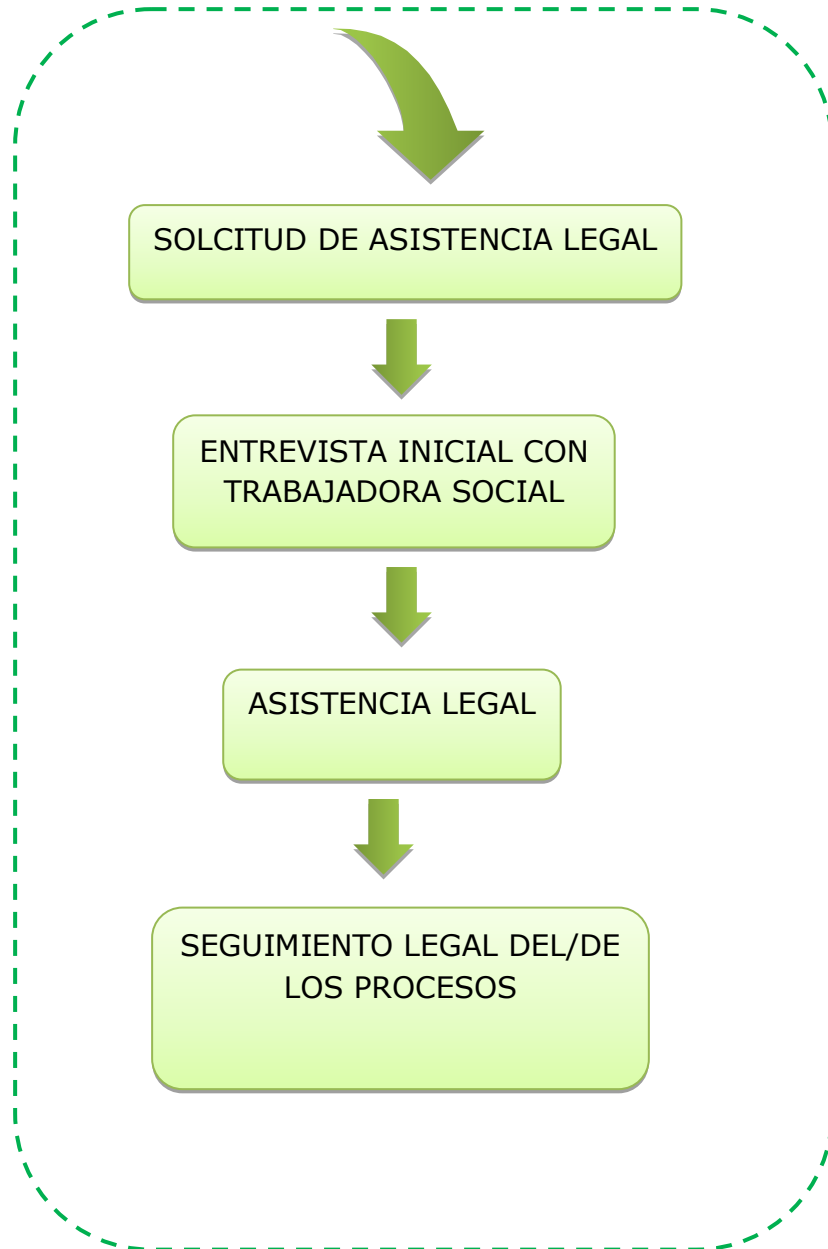 SOLCITUD DE ASISTENCIA LEGAL
ENTREVISTA INICIAL CON
TRABAJADORA SOCIAL
ASISTENCIA LEGAL
SEGUIMIENTO LEGAL DEL/DE
LOS PROCESOS